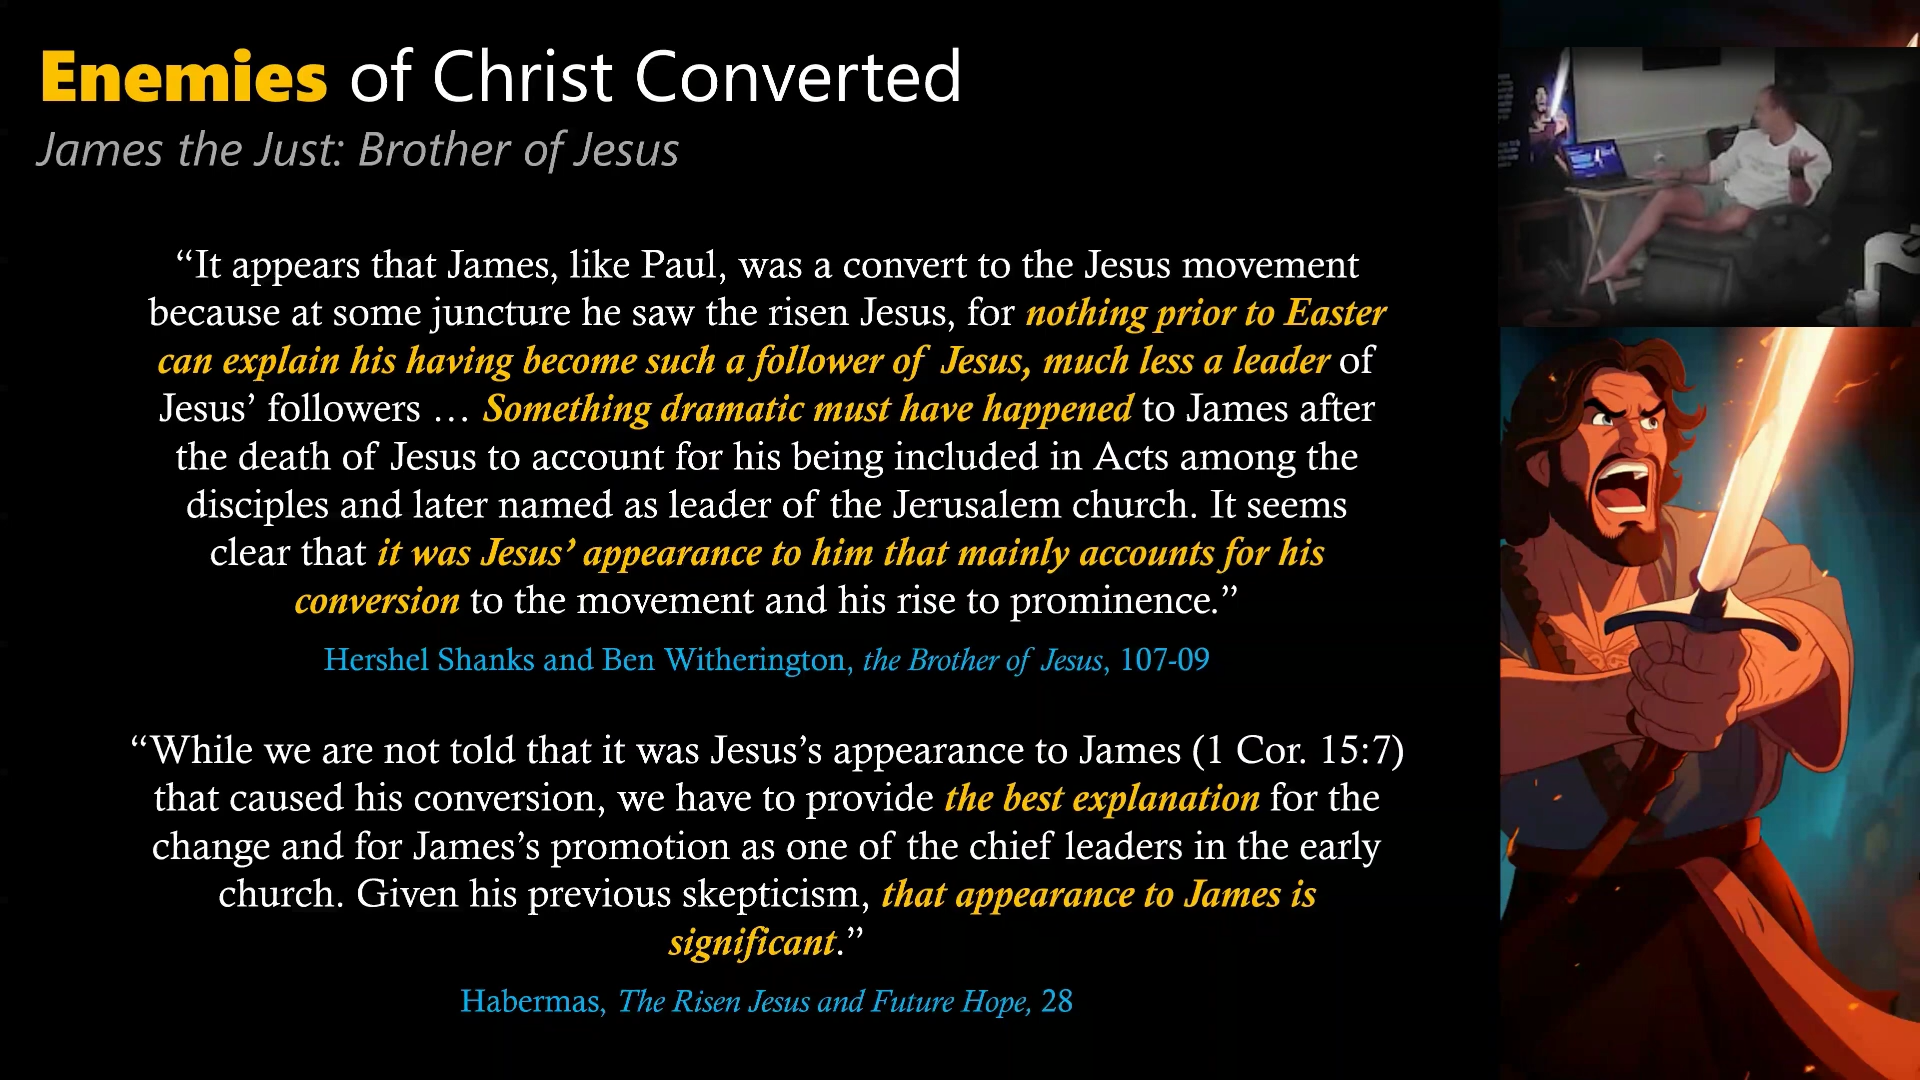 Enemies of Christ Converted
James the Just: Brother of Jesus
“It appears that James, like Paul, was a convert to the Jesus movement
because at some juncture he saw the risen Jesus, for nothing prior to Easter
can explain his having become such a follower of Jesus, much less a leader of
Jesus’ followers … Something dramatic must have happened to James after
the death of Jesus to account for his being included in Acts among the
disciples and later named as leader of the Jerusalem church. It seems
clear that it was Jesus’ appearance to him that mainly accounts for his
conversion to the movement and his rise to prominence.”
Hershel Shanks and Ben Witherington, the Brother of Jesus, 107-09
“While we are not told that it was Jesus’s appearance to James (1 Cor. 15:7)
that caused his conversion, we have to provide the best explanation for the
change and for James’s promotion as one of the chief leaders in the early
church. Given his previous skepticism, that appearance to James is
significant.”
Habermas, The Risen Jesus and Future Hope, 28